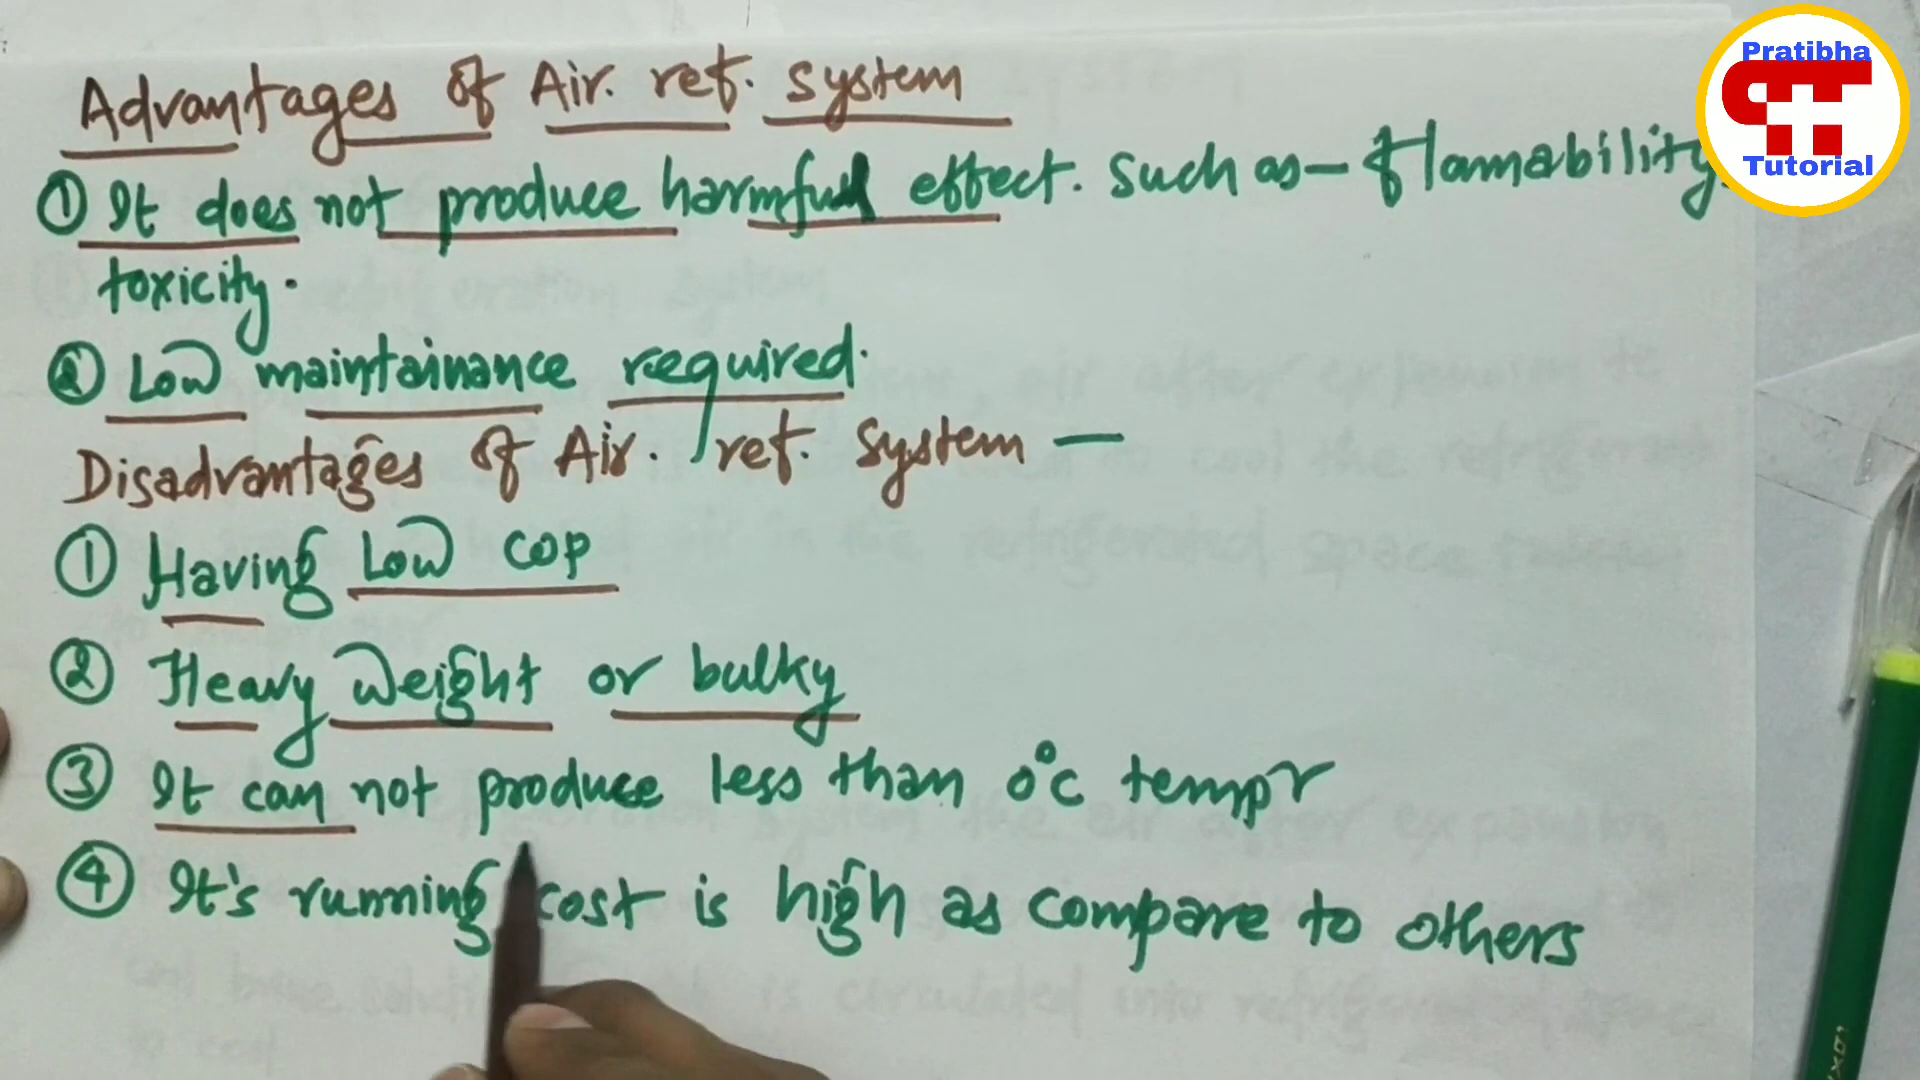 Advantages of Air. ref. system
① It does not produce harmful effect. such as - flamability,
toxicity.
② Low maintainance required.
Disadvantages of Air. ref. system —
① Having Low cop
② Heavy weight or bulky
③ It can not produce less than 0°c tempr
④ It's running cost is high as compare to others
Pratibha
Tutorial